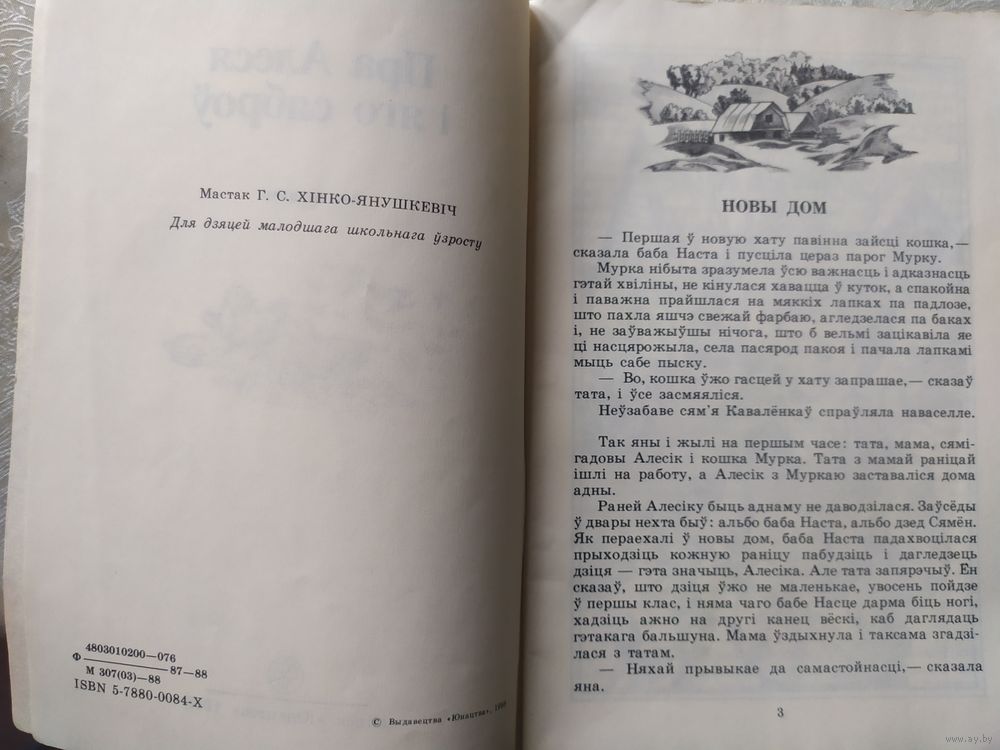 Мастак Г. С. ХІНКО-ЯНУШКЕВІЧ
Для дзяцей малодшага школьнага ўзросту
Ф 4803010200—076 87—88
М 307(03)—88
ISBN 5-7880-0084-X
© Выдавецтва «Юнацтва»,
НОВЫ ДОМ
— Першая ў новую хату павінна зайсці кошка,—
сказала баба Наста і пусціла цераз парог Мурку.
Мурка нібыта зразумела ўсю важнасць і адказнасць
гэтай хвіліны, не кінулася хавацца ў куток, а спакойна
і паважна прайшлася на мяккіх лапках па падлозе,
што пахла яшчэ свежай фарбаю, агледзелася па баках
і, не заўважыўшы нічога, што б вельмі зацікавіла яе
ці насцярожыла, села пасярод пакоя і пачала лапкамі
мыць сабе пыску.
— Во, кошка ўжо гасцей у хату запрашае,— сказаў
тата, і ўсе засмяяліся.
Неўзабаве сям'я Кавалёнкаў спраўляла наваселле.
Так яны і жылі на першым часе: тата, мама, сямі-
гадовы Алесік і кошка Мурка. Тата з мамай раніцай
ішлі на работу, а Алесік з Муркаю заставаліся дома
адны.
Раней Алесіку быць аднаму не даводзілася. Заўсёды
ў двары нехта быў: альбо баба Наста, альбо дзед Сямён.
Як пераехалі ў новы дом, баба Наста падахвоцілася
прыходзіць кожную раніцу пабудзіць і дагледзець
дзіця — гэта значыць, Алесіка. Але тата запярэчыў. Ён
сказаў, што дзіця ўжо не маленькае, увосень пойдзе
ў першы клас, і няма чаго бабе Насце дарма біць ногі,
хадзіць ажно на другі канец вёскі, каб даглядаць
гэтакага бальшуна. Мама ўздыхнула і таксама згадзі-
лася з татам.
— Няхай прывыкае да самастойнасці,— сказала
яна.
3
www.ay.by